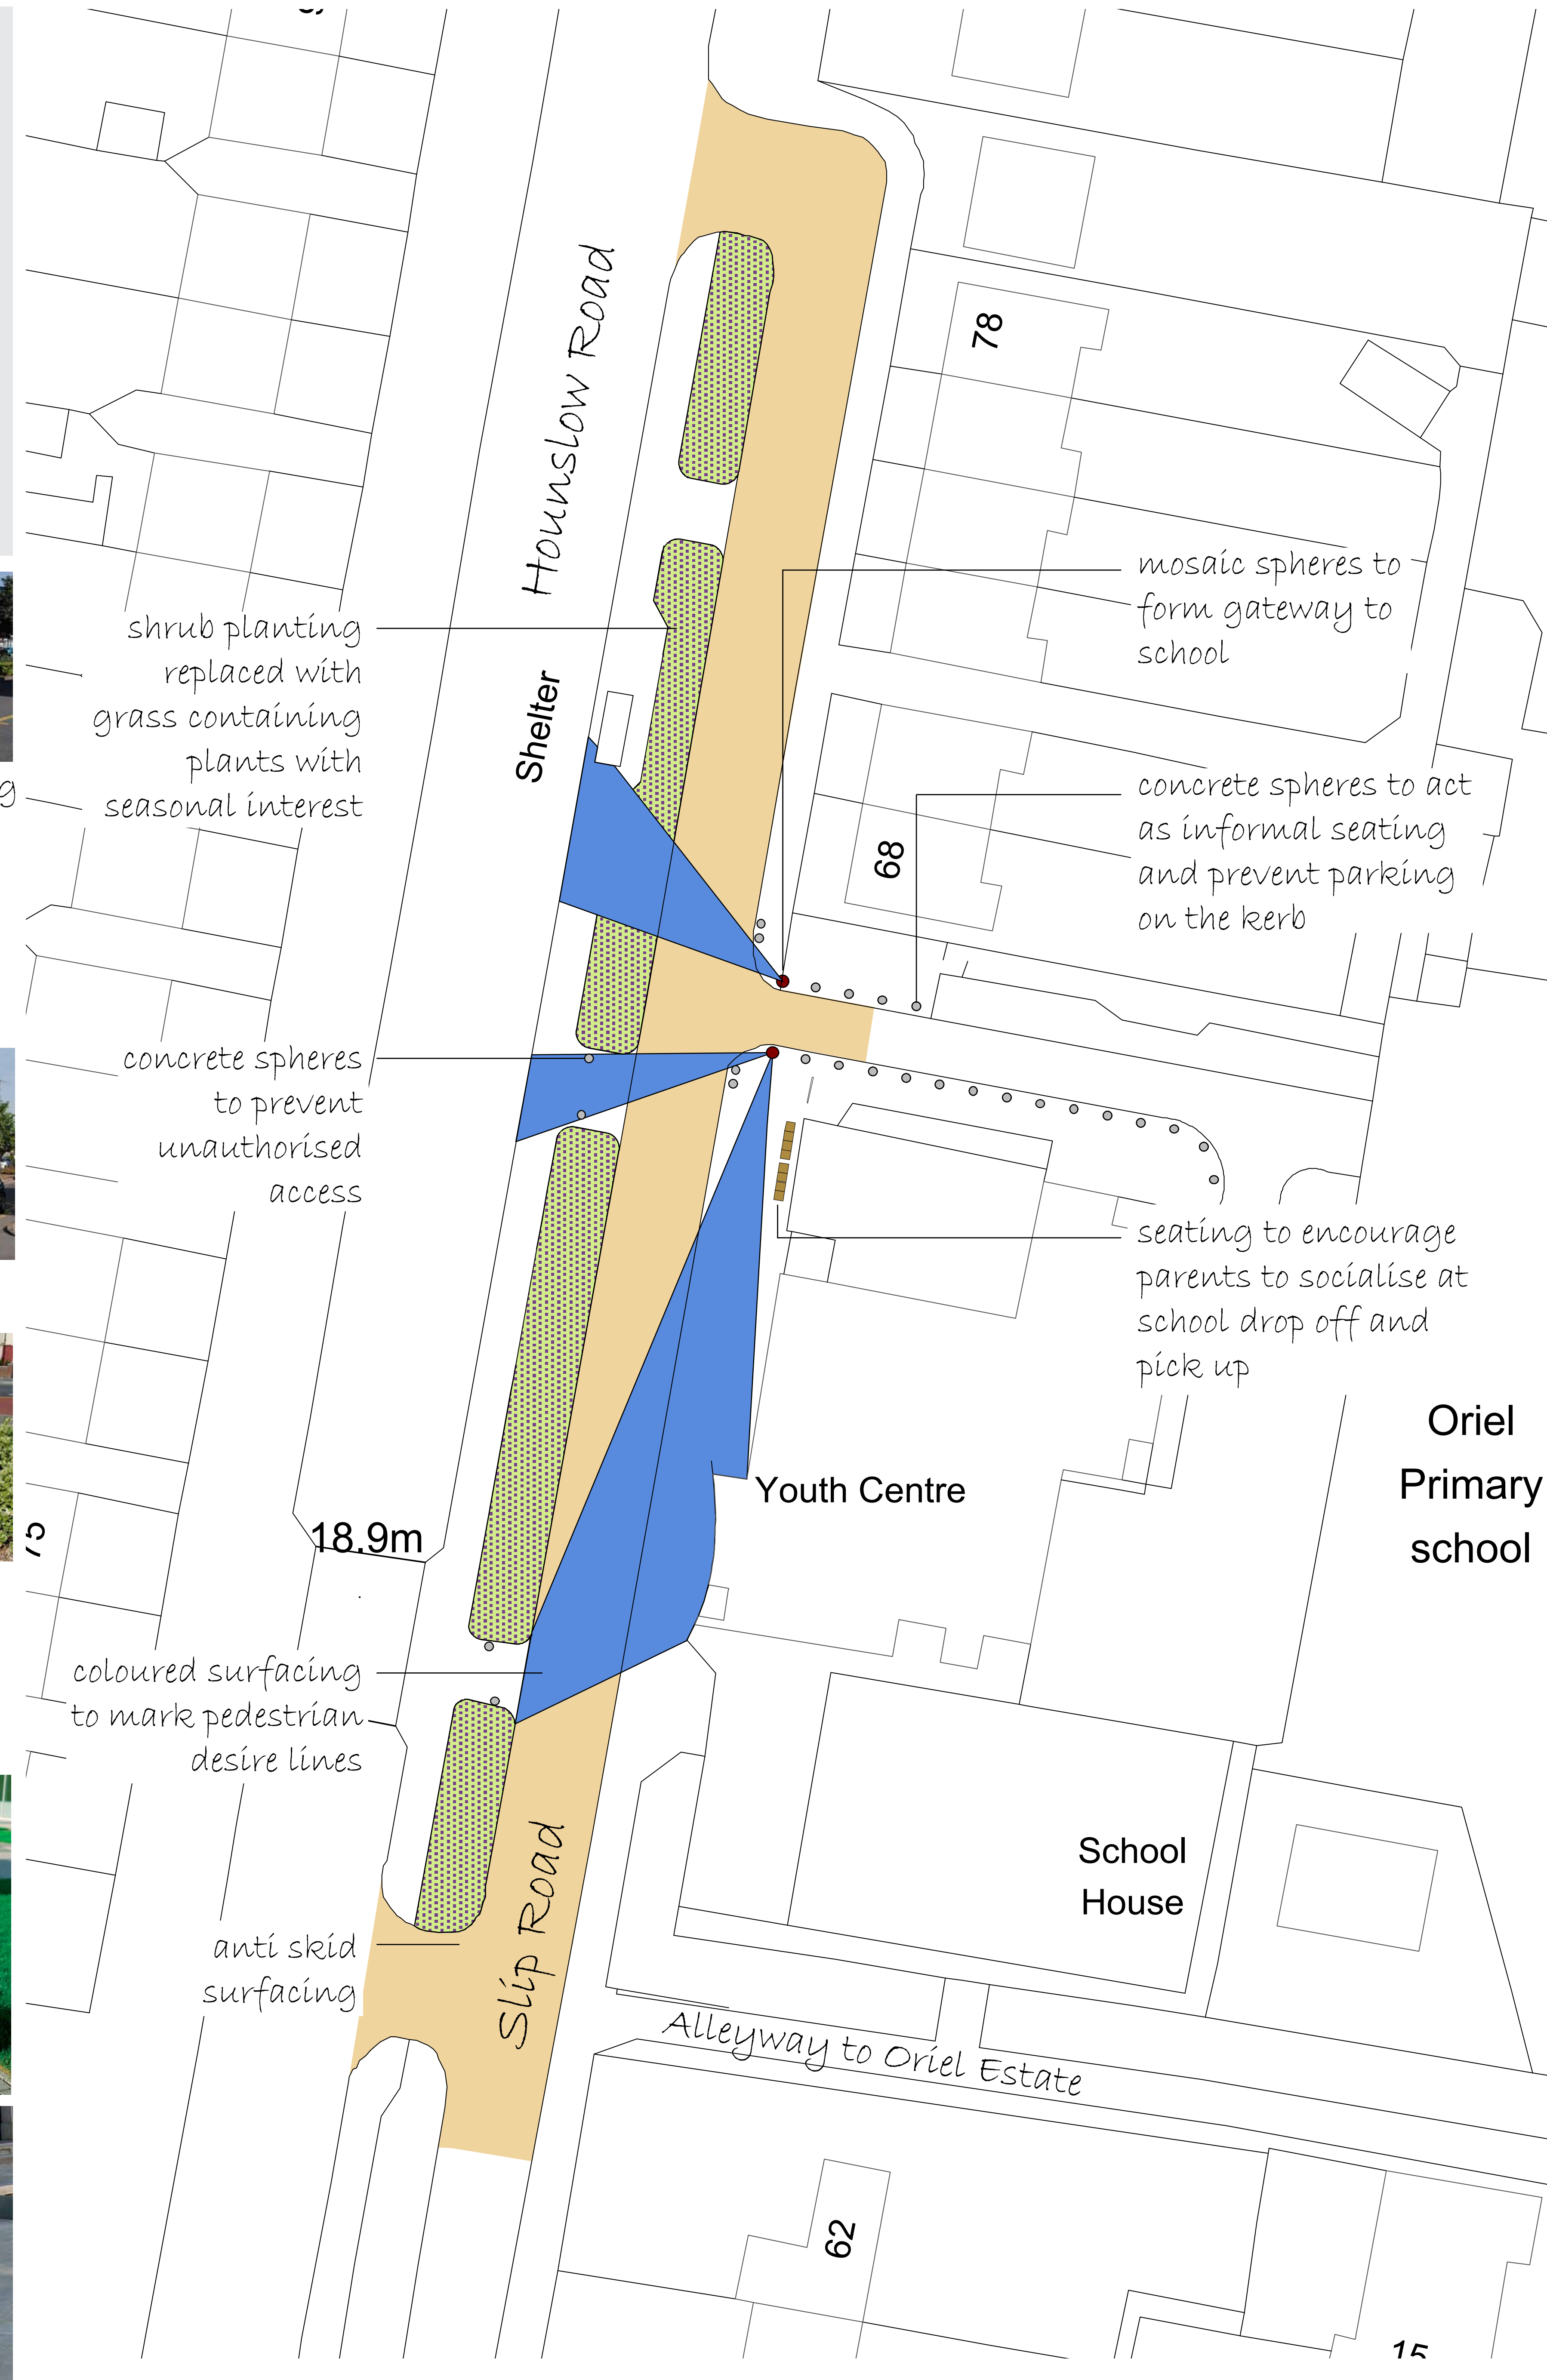 Hounslow Road
78
mosaic spheres to
form gateway to
school
shrub planting
replaced with
grass containing
plants with
seasonal interest
Shelter
concrete spheres to act
as informal seating
and prevent parking
on the kerb
g
68
concrete spheres
to prevent
unauthorised
access
seating to encourage
parents to socialise at
school drop off and
pick up
Oriel
Primary
school
Youth Centre
18.9m
75
coloured surfacing
to mark pedestrian
desire lines
School
House
Slip Road
anti skid
surfacing
Alleyway to Oriel Estate
62
15